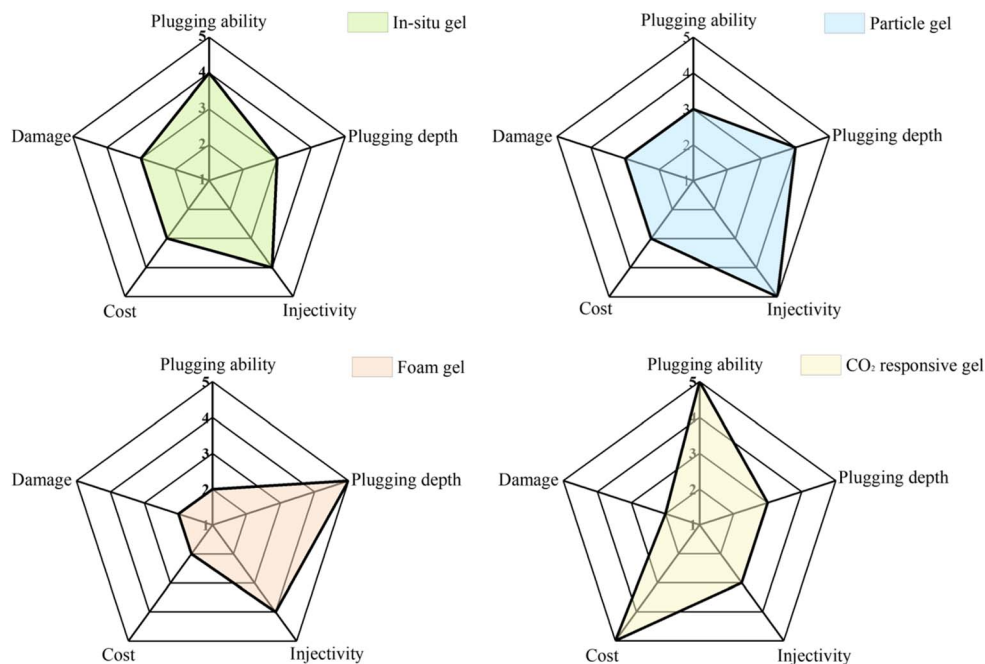 Plugging ability
In-situ gel
5
4
3
2
1
Damage
Plugging depth
Cost
Injectivity
Plugging ability
Particle gel
5
4
3
2
1
Damage
Plugging depth
Cost
Injectivity
Plugging ability
Foam gel
5
4
3
2
1
Damage
Plugging depth
Cost
Injectivity
Plugging ability
CO₂ responsive gel
5
4
3
2
1
Damage
Plugging depth
Cost
Injectivity